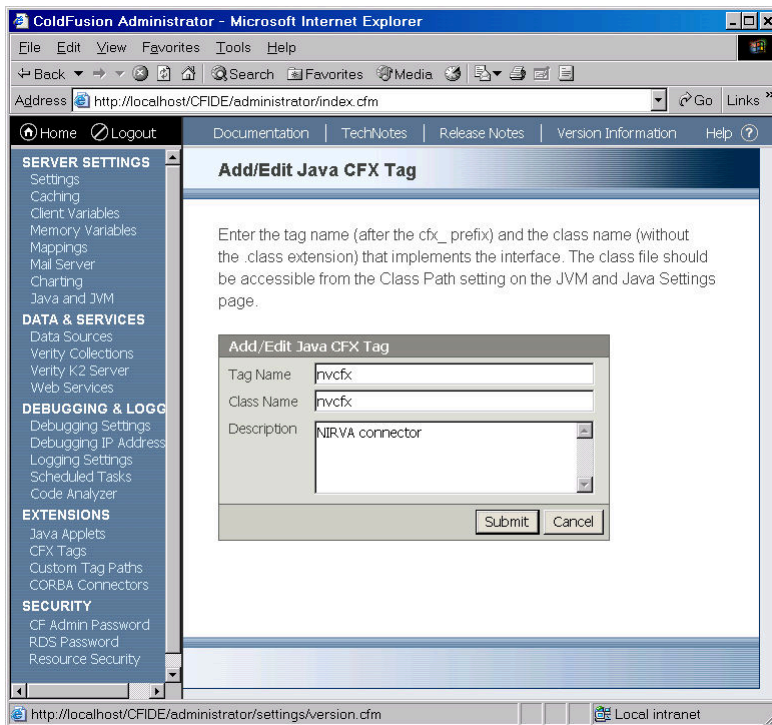 ColdFusion Administrator - Microsoft Internet Explorer
File Edit View Favorites Tools Help
Back Search Favorites Media
Address http://localhost/CFIDE/administrator/index.cfm Go Links »
Home Logout Documentation | TechNotes | Release Notes | Version Information Help ?
SERVER SETTINGS
Settings
Caching
Client Variables
Memory Variables
Mappings
Mail Server
Charting
Java and JVM
DATA & SERVICES
Data Sources
Verity Collections
Verity K2 Server
Web Services
DEBUGGING & LOGG
Debugging Settings
Debugging IP Address
Logging Settings
Scheduled Tasks
Code Analyzer
EXTENSIONS
Java Applets
CFX Tags
Custom Tag Paths
CORBA Connectors
SECURITY
CF Admin Password
RDS Password
Resource Security
Add/Edit Java CFX Tag
Enter the tag name (after the cfx_ prefix) and the class name (without
the .class extension) that implements the interface. The class file should
be accessible from the Class Path setting on the JVM and Java Settings
page.
Add/Edit Java CFX Tag
Tag Name nvcfx
Class Name nvcfx
Description NIRVA connector
Submit Cancel
http://localhost/CFIDE/administrator/settings/version.cfm Local intranet